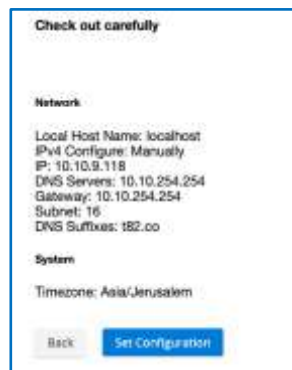 Check out carefully
Network
Local Host Name: localhost
IPv4 Configure: Manually
IP: 10.10.9.118
DNS Servers: 10.10.254.254
Gateway: 10.10.254.254
Subnet: 16
DNS Suffixes: t82.co
System
Timezone: Asia/Jerusalem
Back
Set Configuration